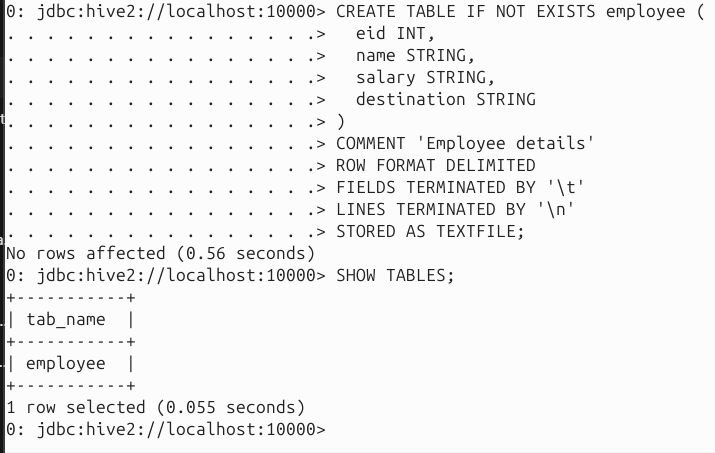 0: jdbc:hive2://localhost:10000> CREATE TABLE IF NOT EXISTS employee (
. . . . . . . . . . . . . . . .>   eid INT,
. . . . . . . . . . . . . . . .>   name STRING,
. . . . . . . . . . . . . . . .>   salary STRING,
. . . . . . . . . . . . . . . .>   destination STRING
. . . . . . . . . . . . . . . .> )
. . . . . . . . . . . . . . . .> COMMENT 'Employee details'
. . . . . . . . . . . . . . . .> ROW FORMAT DELIMITED
. . . . . . . . . . . . . . . .> FIELDS TERMINATED BY '\t'
. . . . . . . . . . . . . . . .> LINES TERMINATED BY '\n'
. . . . . . . . . . . . . . . .> STORED AS TEXTFILE;
No rows affected (0.56 seconds)
0: jdbc:hive2://localhost:10000> SHOW TABLES;
+-----------+
| tab_name  |
+-----------+
| employee  |
+-----------+
1 row selected (0.055 seconds)
0: jdbc:hive2://localhost:10000>